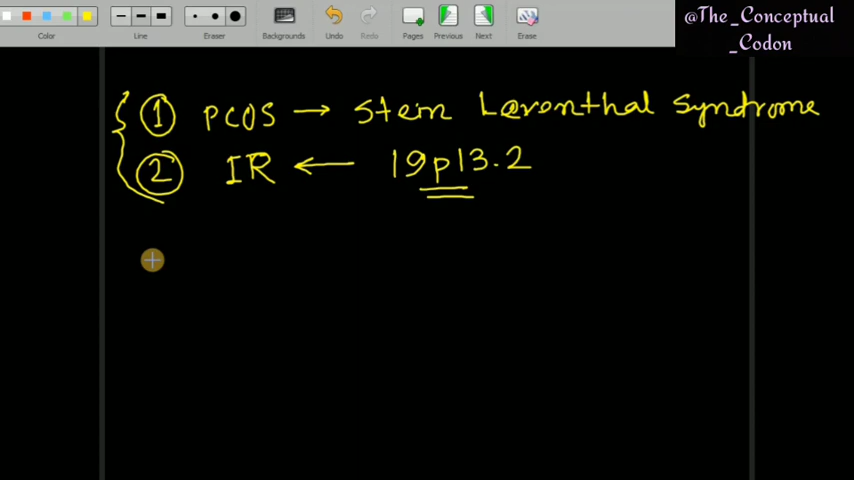 Color
Line
Eraser
Backgrounds
Undo
Redo
Pages
Previous
Next
Erase
@The_Conceptual
_Codon
1 PCOS → Stein Leventhal Syndrome
2 IR ← 19p13.2